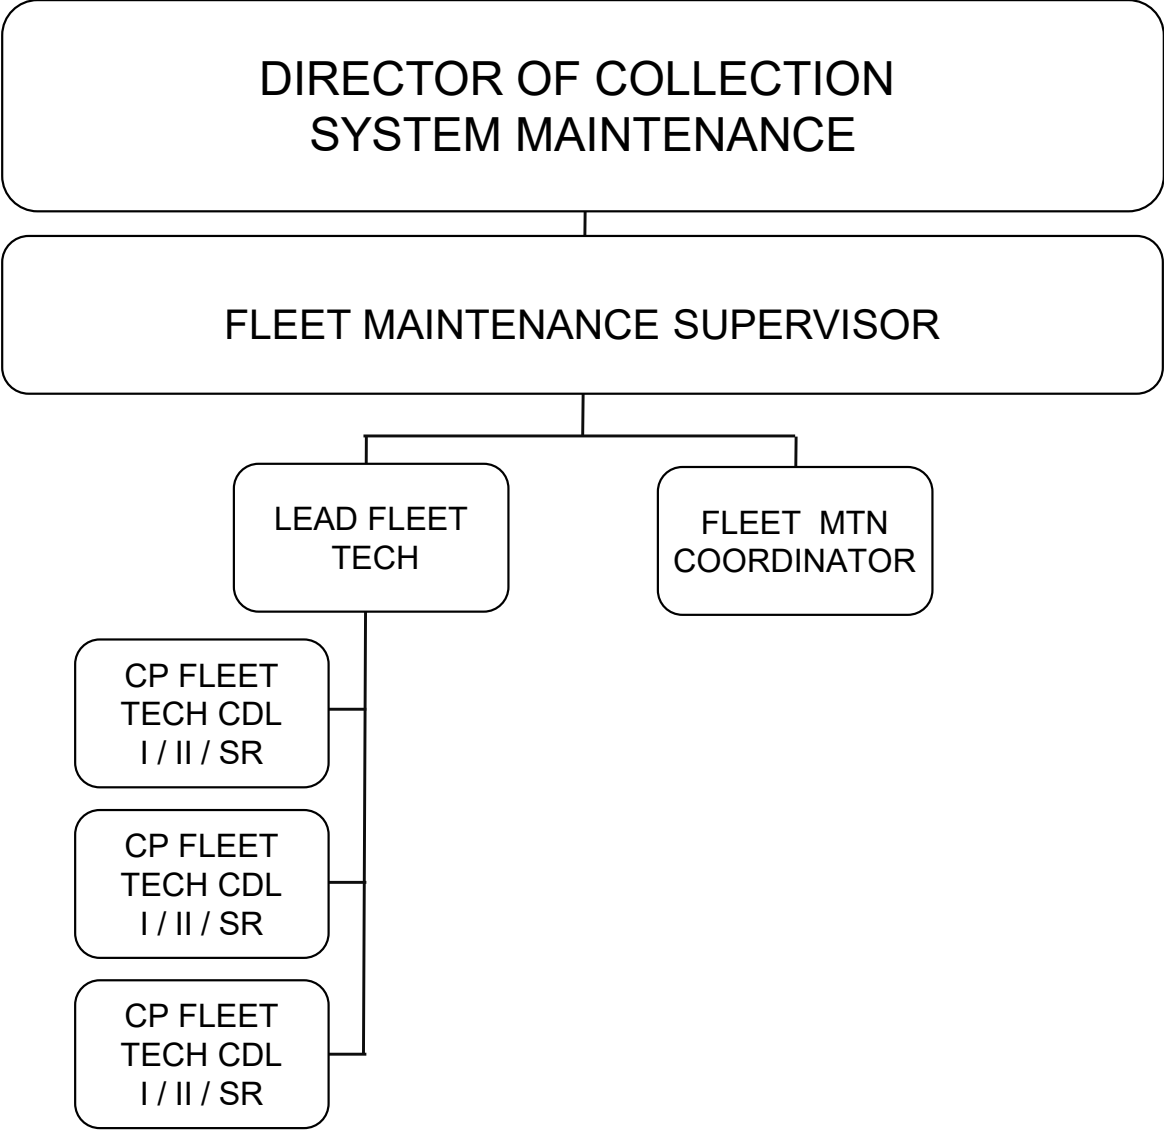 DIRECTOR OF COLLECTION
SYSTEM MAINTENANCE
FLEET MAINTENANCE SUPERVISOR
LEAD FLEET
TECH
FLEET MTN
COORDINATOR
CP FLEET
TECH CDL
I / II / SR
CP FLEET
TECH CDL
I / II / SR
CP FLEET
TECH CDL
I / II / SR